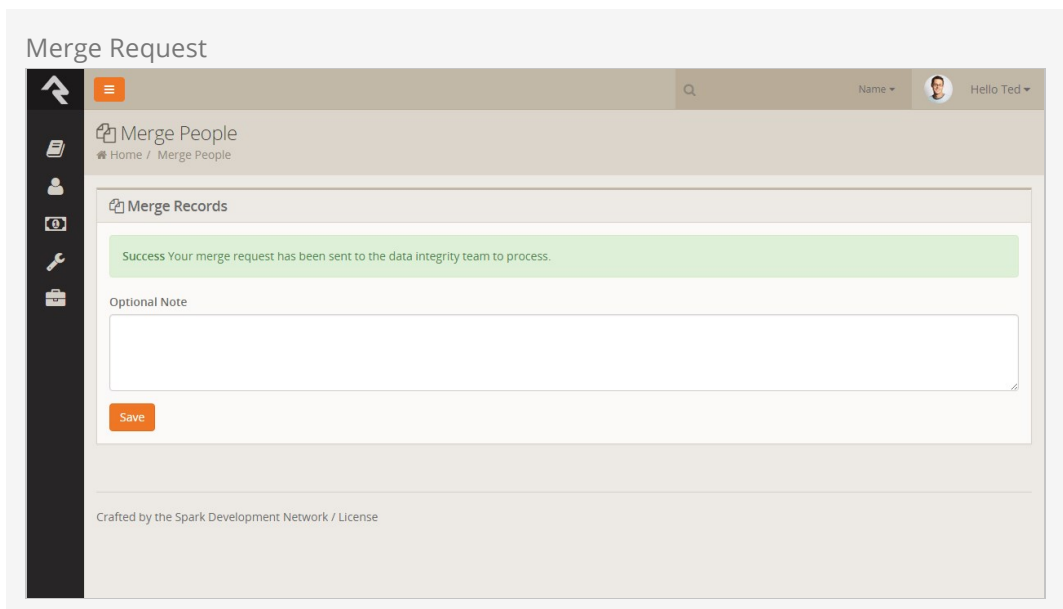 Merge Request
Name
Hello Ted
Merge People
Home / Merge People
Merge Records
Success Your merge request has been sent to the data integrity team to process.
Optional Note
Save
Crafted by the Spark Development Network / License